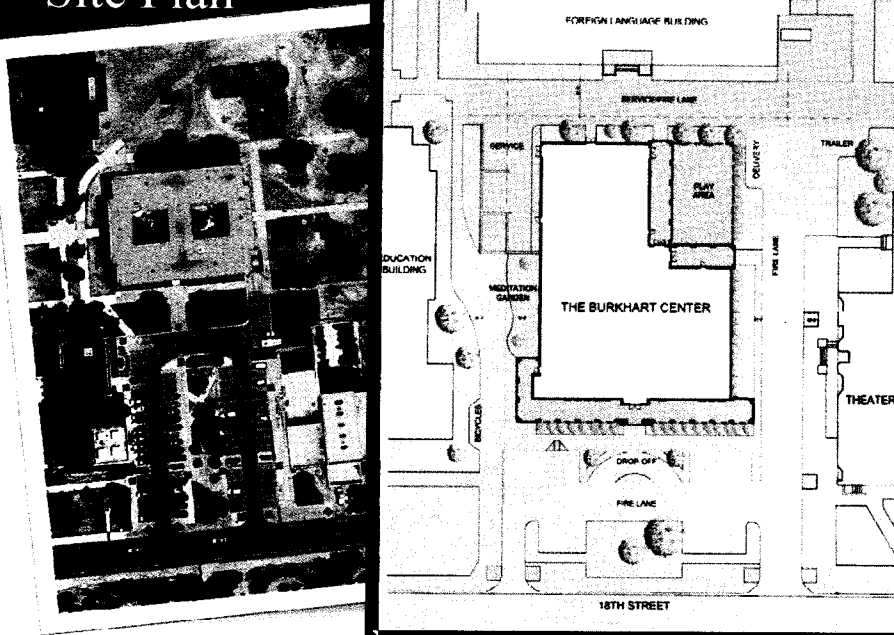 Site Plan
FOREIGN LANGUAGE BUILDING
SERVICE/FIRE LANE
SERVICE
DELIVERY
TRAILER
PLAY
AREA
FIRE LANE
EDUCATION
BUILDING
MEDITATION
GARDEN
THE BURKHART CENTER
THEATER
BICYCLES
DROP OFF
FIRE LANE
18TH STREET